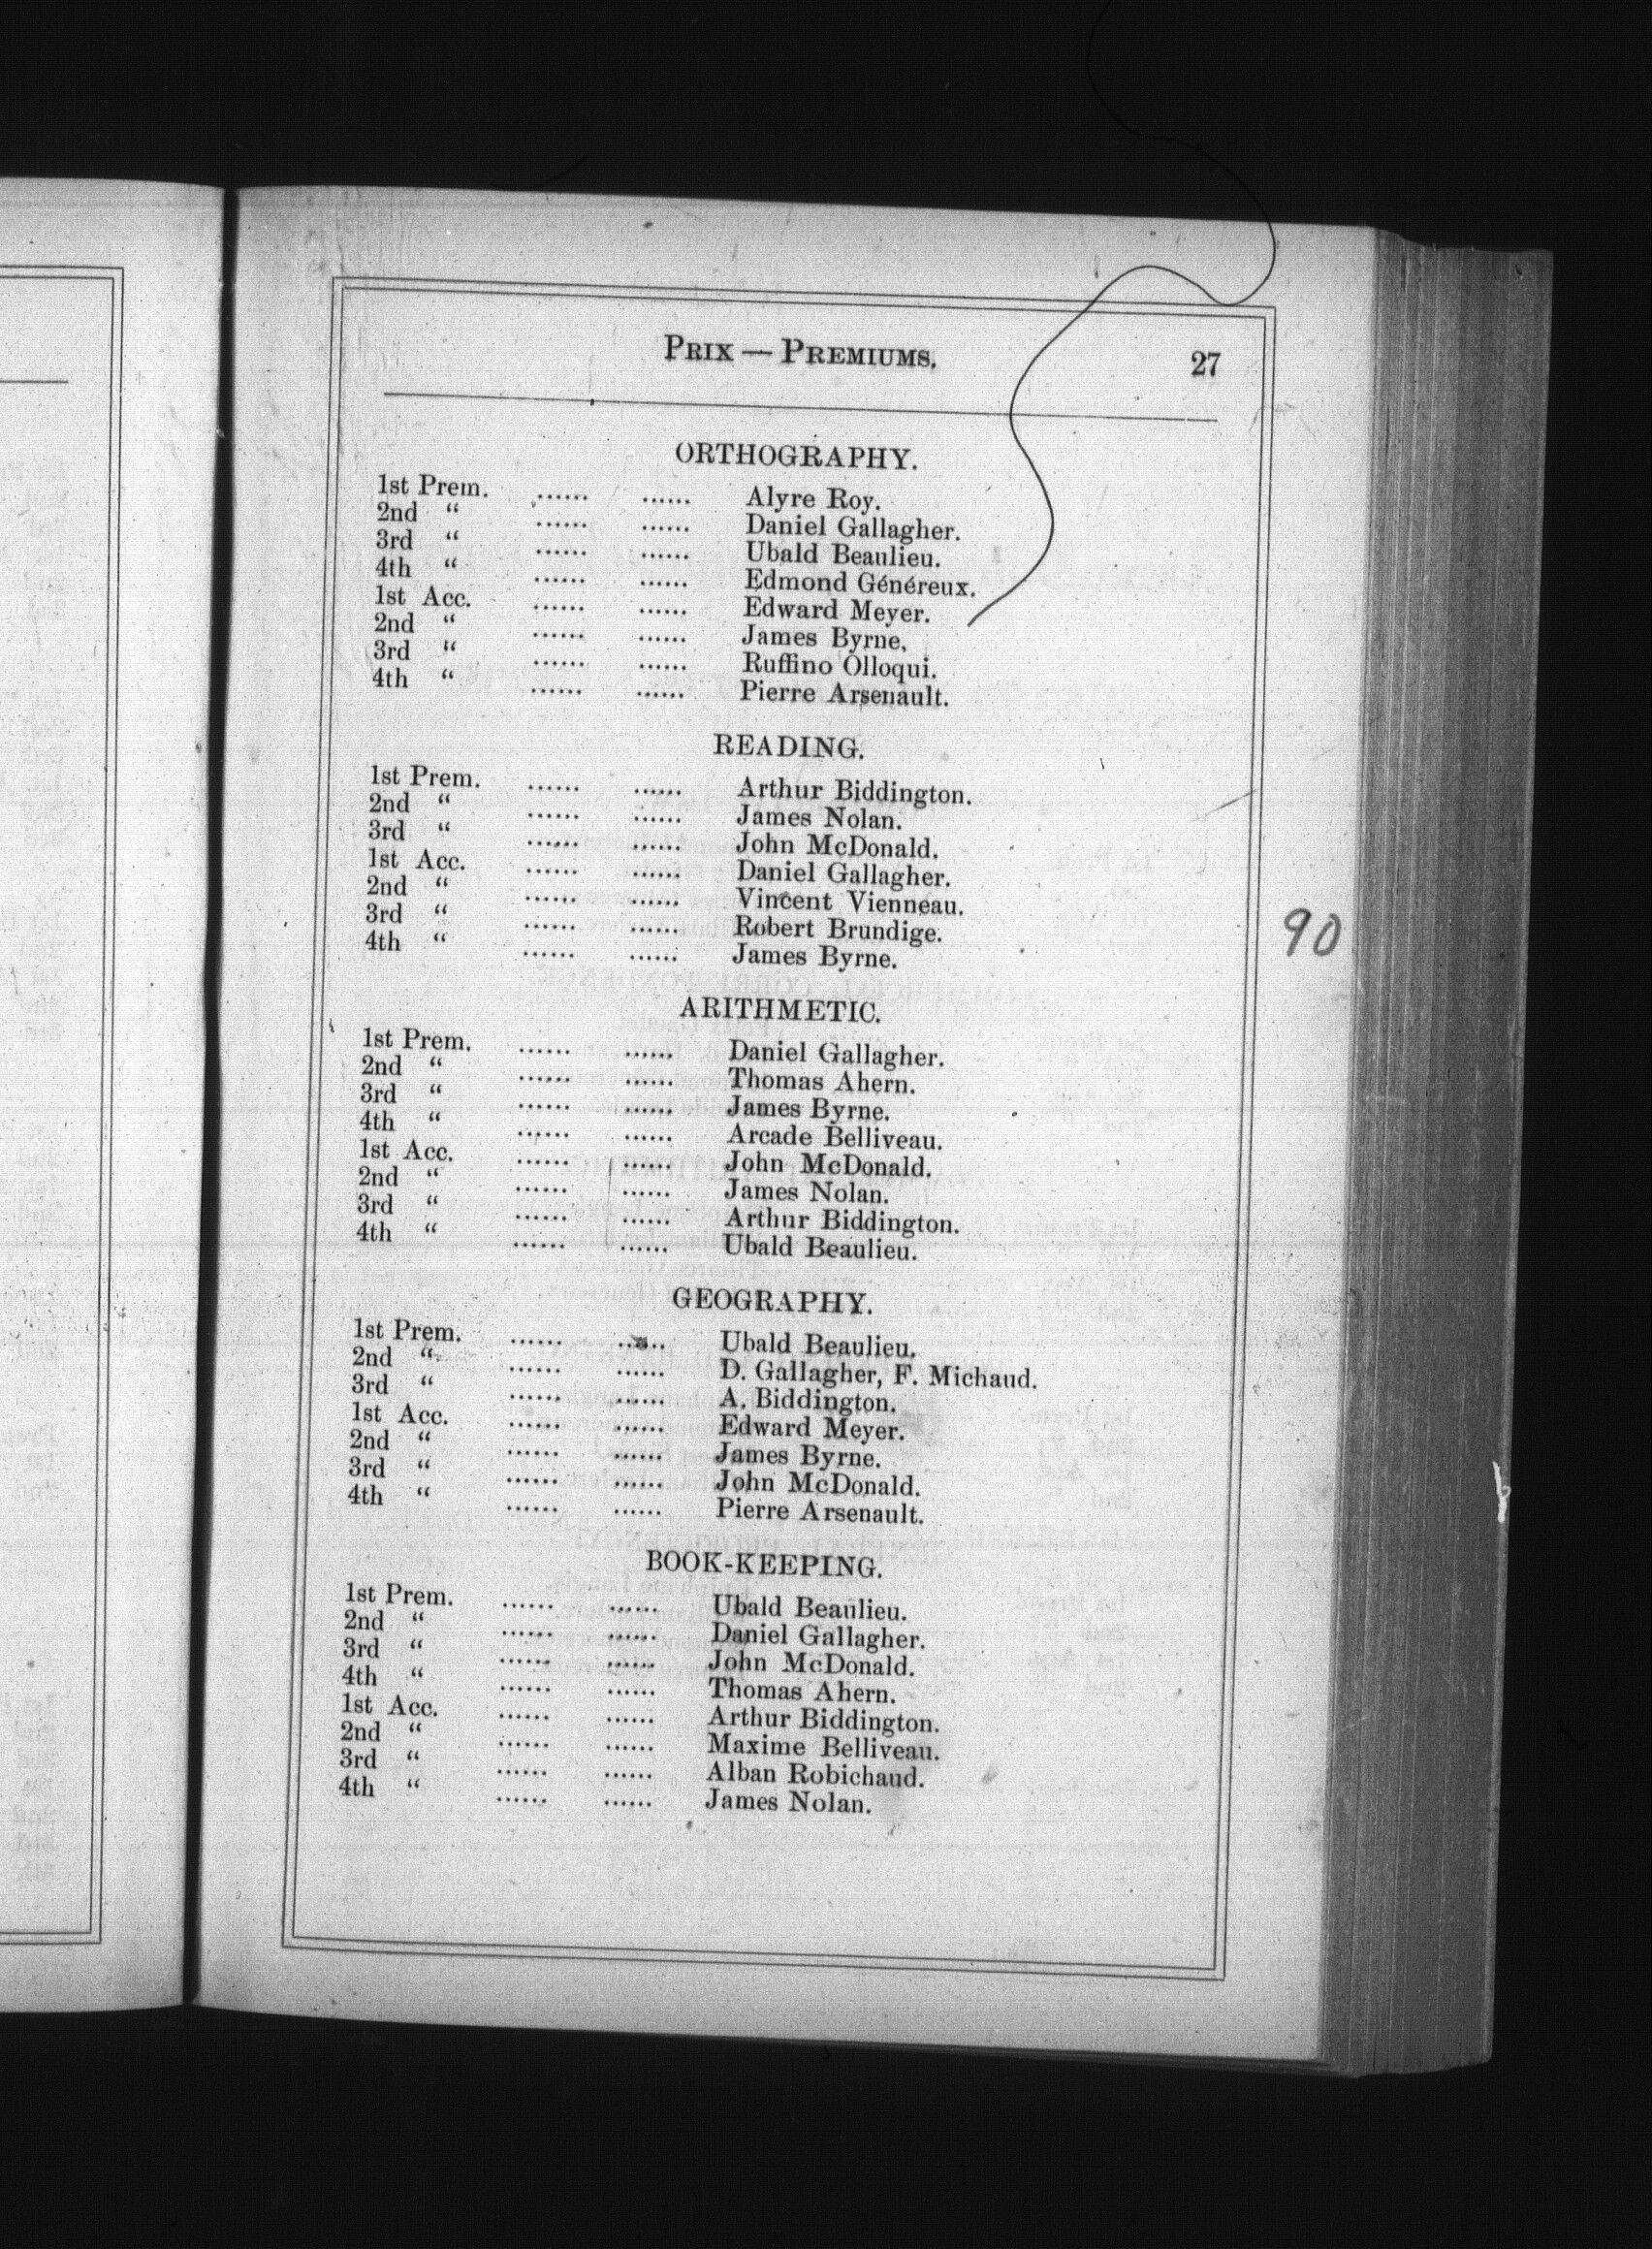 PRIX — PREMIUMS. 27
ORTHOGRAPHY.
1st Prem. ...... ...... Alyre Roy.
2nd “ ...... ...... Daniel Gallagher.
3rd “ ...... ...... Ubald Beaulieu.
4th “ ...... ...... Edmond Généreux.
1st Acc. ...... ...... Edward Meyer.
2nd “ ...... ...... James Byrne,
3rd “ ...... ...... Ruffino Olloqui.
4th “ ...... ...... Pierre Arsenault.
READING.
1st Prem. ...... ...... Arthur Biddington.
2nd “ ...... ...... James Nolan.
3rd “ ...... ...... John McDonald.
1st Acc. ...... ...... Daniel Gallagher.
2nd “ ...... ...... Vincent Vienneau.
3rd “ ...... ...... Robert Brundige.
4th “ ...... ...... James Byrne.
90
ARITHMETIC.
1st Prem. ...... ...... Daniel Gallagher.
2nd “ ...... ...... Thomas Ahern.
3rd “ ...... ...... James Byrne.
4th “ ...... ...... Arcade Belliveau.
1st Acc. ...... ...... John McDonald.
2nd “ ...... ...... James Nolan.
3rd “ ...... ...... Arthur Biddington.
4th “ ...... ...... Ubald Beaulieu.
GEOGRAPHY.
1st Prem. ...... ...... Ubald Beaulieu.
2nd “ ...... ...... D. Gallagher, F. Michaud.
3rd “ ...... ...... A. Biddington.
1st Acc. ...... ...... Edward Meyer.
2nd “ ...... ...... James Byrne.
3rd “ ...... ...... John McDonald.
4th “ ...... ...... Pierre Arsenault.
BOOK-KEEPING.
1st Prem. ...... ...... Ubald Beaulieu.
2nd “ ...... ...... Daniel Gallagher.
3rd “ ...... ...... John McDonald.
4th “ ...... ...... Thomas Ahern.
1st Acc. ...... ...... Arthur Biddington.
2nd “ ...... ...... Maxime Belliveau.
3rd “ ...... ...... Alban Robichaud.
4th “ ...... ...... James Nolan.